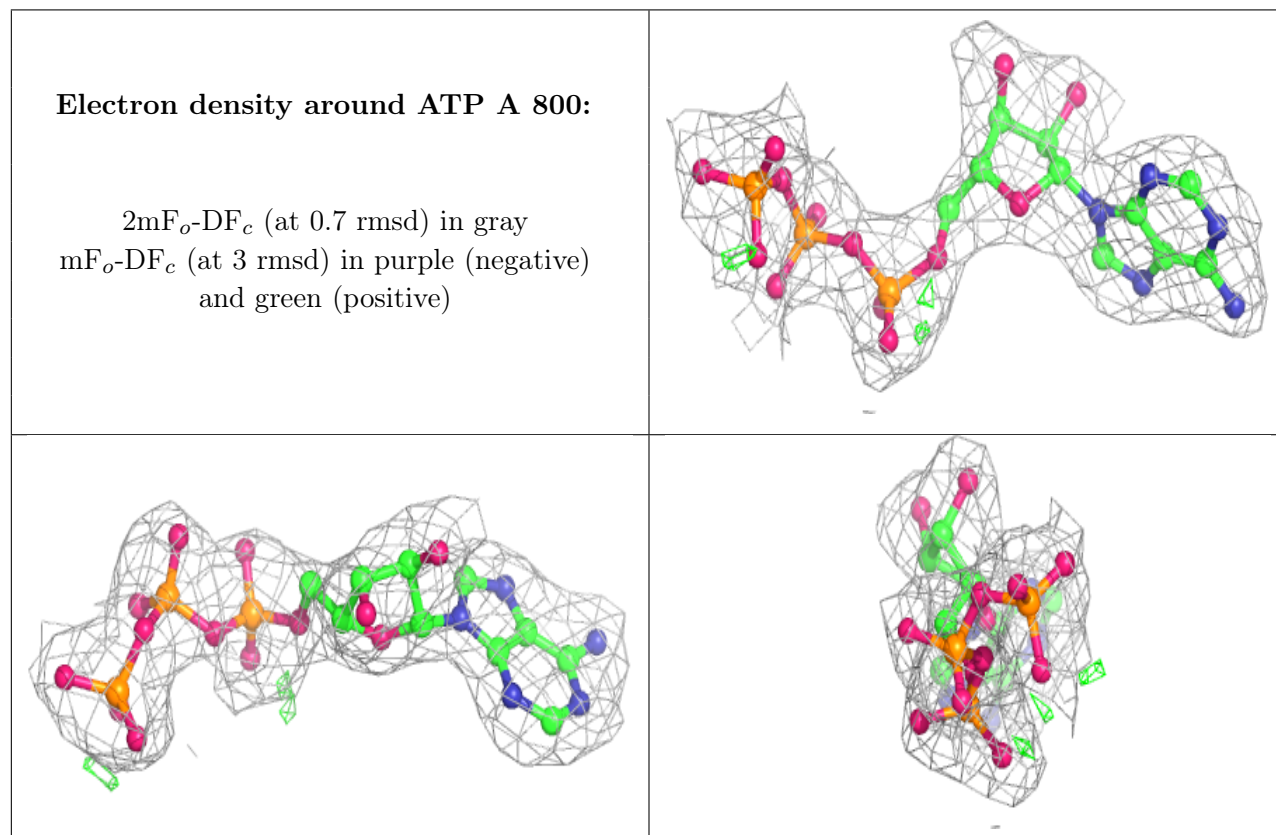 Electron density around ATP A 800:
2mFₒ-DF𝒸 (at 0.7 rmsd) in gray
mFₒ-DF𝒸 (at 3 rmsd) in purple (negative)
and green (positive)